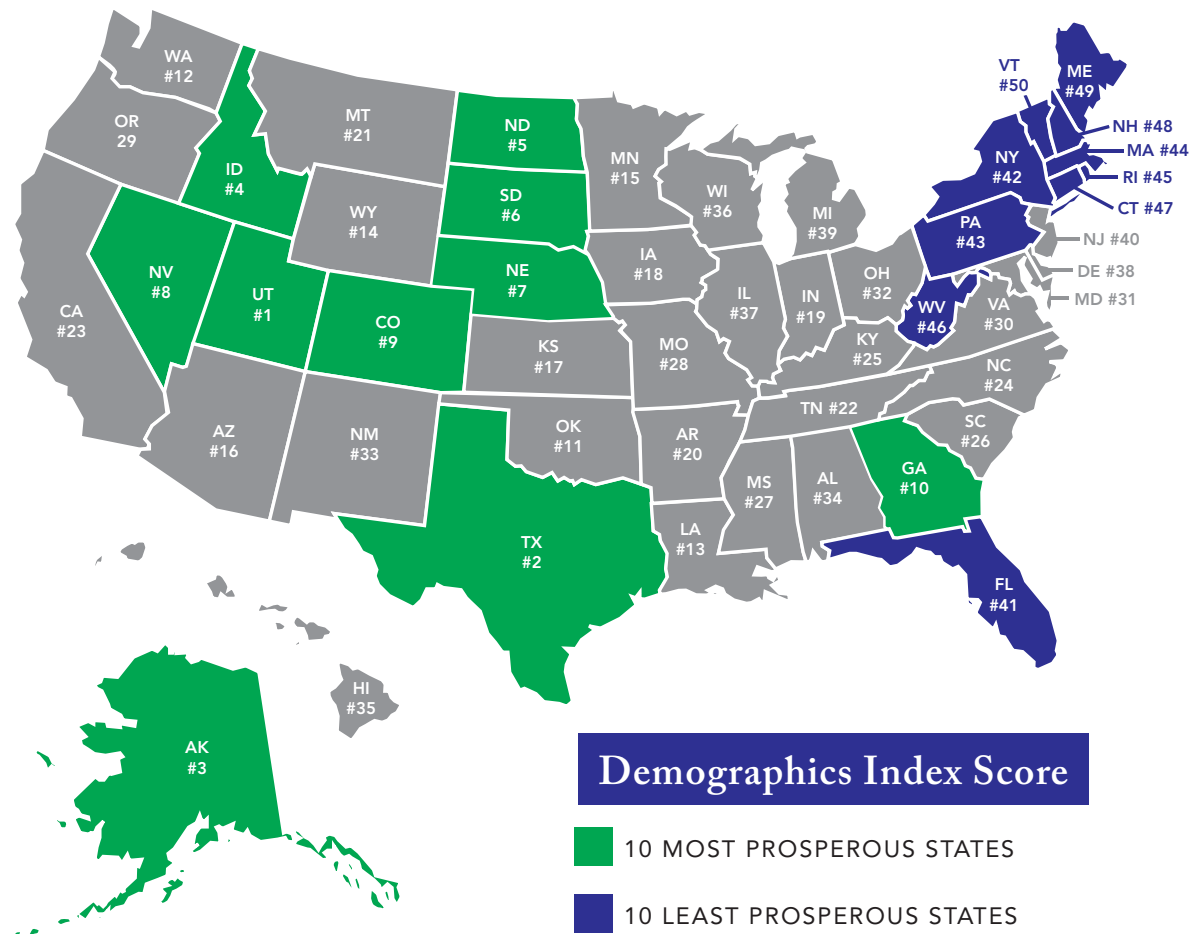 WA
#12
OR
29
CA
#23
ID
#4
NV
#8
UT
#1
AZ
#16
MT
#21
WY
#14
CO
#9
NM
#33
ND
#5
SD
#6
NE
#7
KS
#17
OK
#11
TX
#2
MN
#15
IA
#18
MO
#28
AR
#20
LA
#13
WI
#36
IL
#37
MI
#39
IN
#19
OH
#32
KY
#25
TN #22
MS
#27
AL
#34
GA
#10
FL
#41
SC
#26
NC
#24
VA
#30
WV
#46
PA
#43
NY
#42
VT
#50
ME
#49
NH #48
MA #44
RI #45
CT #47
NJ #40
DE #38
MD #31
HI
#35
AK
#3
Demographics Index Score
10 MOST PROSPEROUS STATES
10 LEAST PROSPEROUS STATES